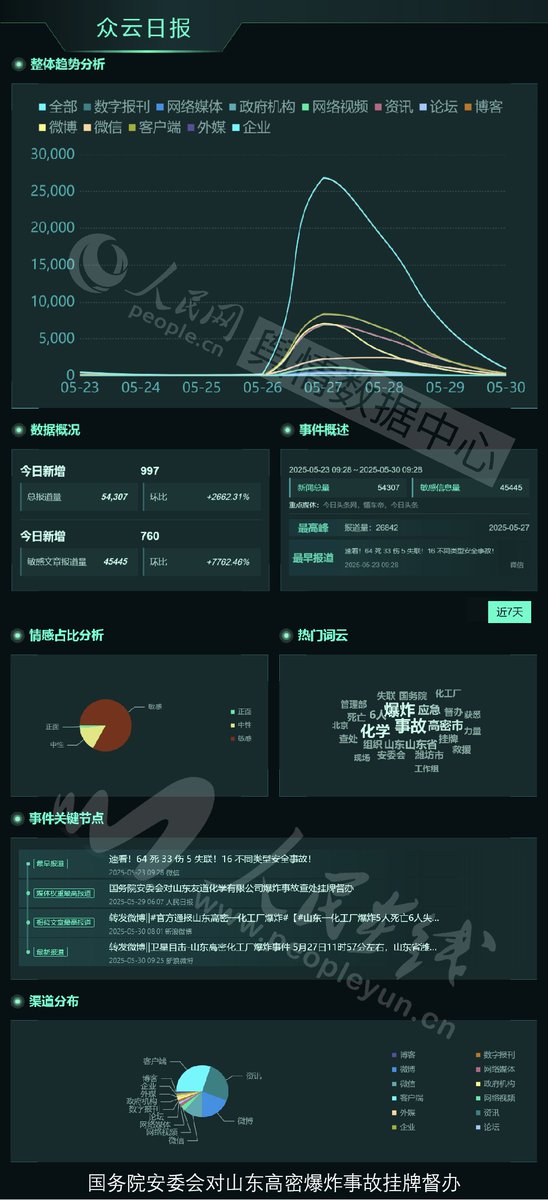 众云日报
整体趋势分析
全部 数字报刊 网络媒体 政府机构 网络视频 资讯 论坛 博客
微博 微信 客户端 外媒 企业
30,000
25,000
20,000
15,000
10,000
5,000
0
05-23 05-24 05-25 05-26 05-27 05-28 05-29 05-30
人民网
people.cn
舆情数据中心
数据概况
今日新增 997
总报道量 54,307 环比 +2662.31%
今日新增 760
敏感文章报道量 45445 环比 +7762.46%
事件概述
2025-05-23 09:28～2025-05-30 09:28
新闻总量 54307 敏感信息量 45445
重点媒体：今日头条网，懂车帝，今日头条
最高峰 报道量：26842 2025-05-27
最早报道 速看！64 死 33 伤 5 失联！16 不同类型安全事故！
2025-05-23 09:28 微信
近7天
情感占比分析
敏感
正面
中性
正面
中性
敏感
热门词云
失联 国务院 化工厂
管理部 爆炸 应急
死亡 6人 督办 获悉
北京 化学 事故 高密市 力量
查处 组织 山东 山东省 挂牌
现场 安委会 潍坊市 救援
工作组
事件关键节点
最早报道 速看！64 死 33 伤 5 失联！16 不同类型安全事故！
2025-05-23 09:28 微信
媒体权重最高报道 国务院安委会对山东友道化学有限公司爆炸事故查处挂牌督办
2025-05-29 06:07 人民日报
相似文章最高报道 转发微博||#官方通报山东高密一化工厂爆炸#【#山东一化工厂爆炸5人死亡6人失...
2025-05-30 08:01 新浪微博
最新报道 转发微博||卫星目击-山东高密化工厂爆炸事件 5月27日11时57分左右，山东省潍...
2025-05-30 09:25 新浪微博
人民在线
www.peopleyun.cn
渠道分布
客户端
博客
企业
外媒
政府机构
数字报刊
论坛
网络媒体
网络视频
微信
资讯
微博
博客 数字报刊
微博 网络媒体
微信 政府机构
客户端 网络视频
外媒 资讯
企业 论坛
国务院安委会对山东高密爆炸事故挂牌督办